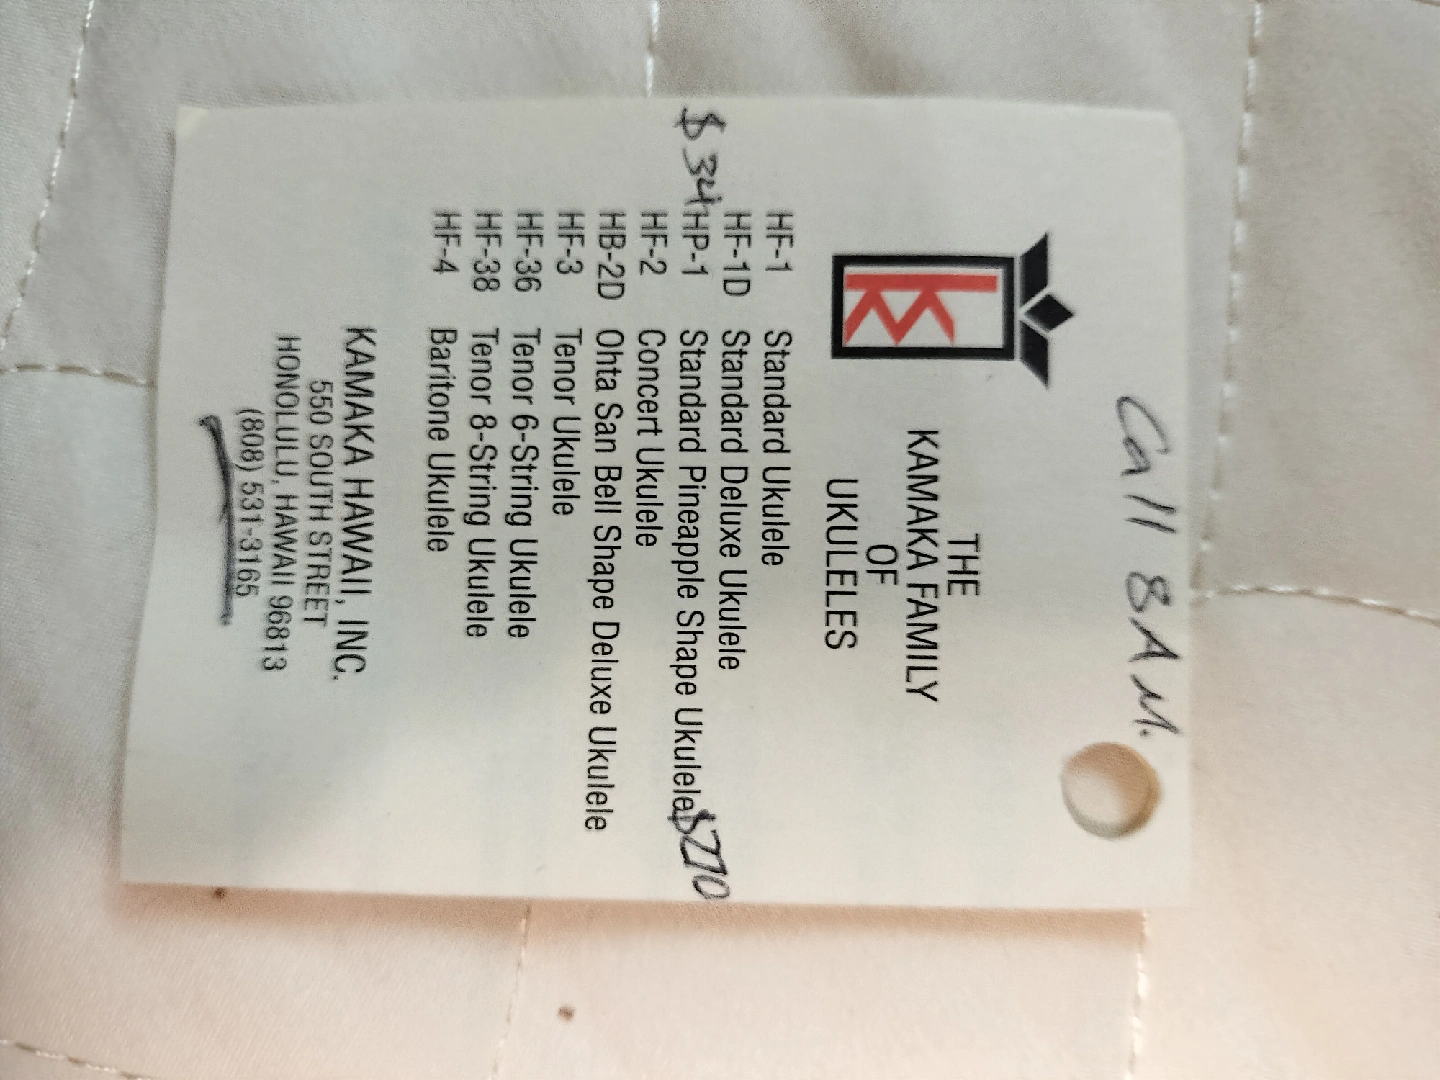 Call 8 AM.
THE
KAMAKA FAMILY
OF
UKULELES
HF-1 Standard Ukulele
HF-1D Standard Deluxe Ukulele
$ 34 HP-1 Standard Pineapple Shape Ukulele $270
HF-2 Concert Ukulele
HB-2D Ohta San Bell Shape Deluxe Ukulele
HF-3 Tenor Ukulele
HF-36 Tenor 6-String Ukulele
HF-38 Tenor 8-String Ukulele
HF-4 Baritone Ukulele
KAMAKA HAWAII, INC.
550 SOUTH STREET
HONOLULU, HAWAII 96813
(808) 531-3165